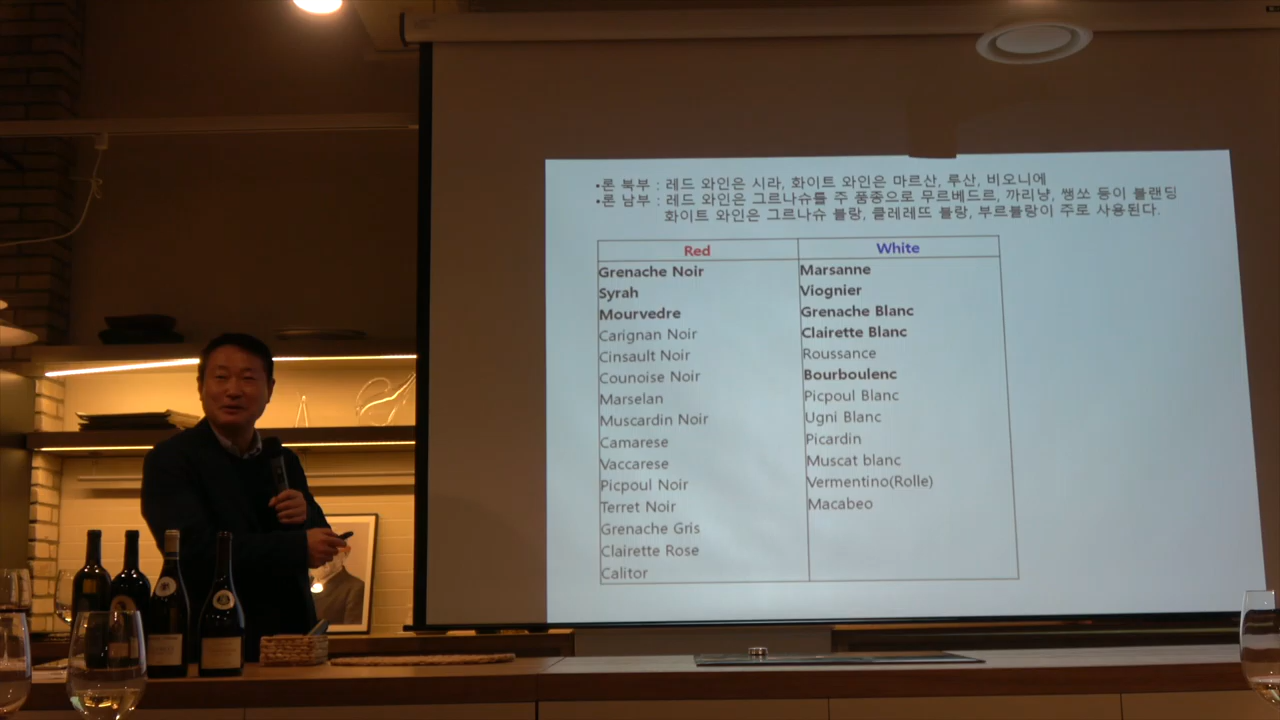 •론 북부 : 레드 와인은 시라, 화이트 와인은 마르산, 루산, 비오니에
•론 남부 : 레드 와인은 그르나슈를 주 품종으로 무르베드르, 까리냥, 쌩쏘 등이 블랜딩
화이트 와인은 그르나슈 블랑, 클레레뜨 블랑, 부르블랑이 주로 사용된다.
Red White
Grenache Noir Marsanne
Syrah Viognier
Mourvedre Grenache Blanc
Carignan Noir Clairette Blanc
Cinsault Noir Roussance
Counoise Noir Bourboulenc
Marselan Picpoul Blanc
Muscardin Noir Ugni Blanc
Camarese Picardin
Vaccarese Muscat blanc
Picpoul Noir Vermentino(Rolle)
Terret Noir Macabeo
Grenache Gris
Clairette Rose
Calitor